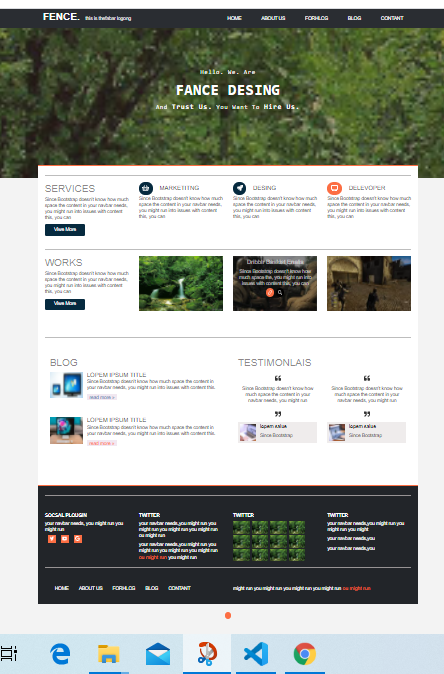 FENCE. this is thefisbar logong
HOME ABOUT US FORHLOG BLOG CONTANT
Hello. We. Are
FANCE DESING
And Trust Us. You Want To Hire Us.
SERVICES
Since Bootstrap doesn't know how much
space the content in your navbar needs,
you might run into issues with content
this, you can
View More
MARKETTING
Since Bootstrap doesn't know how much
space the content in your navbar needs,
you might run into issues with content
this, you can
DESING
Since Bootstrap doesn't know how much
space the content in your navbar needs,
you might run into issues with content
this, you can
DELEVOPER
Since Bootstrap doesn't know how much
space the content in your navbar needs,
you might run into issues with content
this, you can
WORKS
Since Bootstrap doesn't know how much
space the content in your navbar needs,
you might run into issues with content
this, you can
View More
Since Bootstrap doesn't know how
much space the content in your
might run into issues with content
this, you can
BLOG
LOREM IPSUM TITLE
Since Bootstrap doesn't know how much space the content in
your navbar needs, you might run into issues with content this, you can
read more »
LOREM IPSUM TITLE
Since Bootstrap doesn't know how much space the content in
your navbar needs, you might run into issues with content this, you can
read more »
TESTIMONLAIS
Since Bootstrap doesn't know how
much space the content in your
navbar needs, you might run
lopem salue
Since Bootstrap
Since Bootstrap doesn't know how
much space the content in your
navbar needs, you might run
lopem salue
Since Bootstrap
SOCSAL PLOUGIN
your navbar needs, you might run you
might run
TWITTER
your navbar needs,you might run you
might run you might run you might run
ou might run
your navbar needs,you might run you
might run you might run you might run
ou might run you might run
TWITTER
TWITTER
your navbar needs,you might run you
might run you might
your navbar needs,you
your navbar needs,you
HOME ABOUT US FORHLOG BLOG CONTANT
might run you might run you might run you might run ou might run